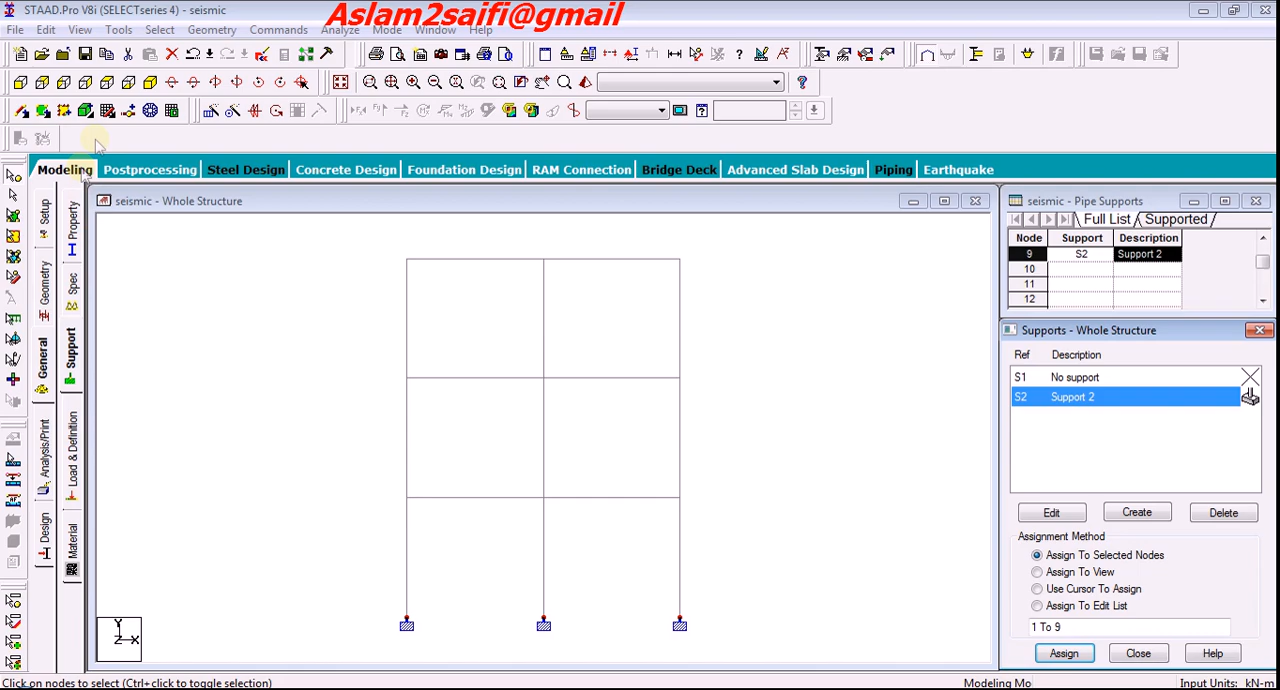 STAAD.Pro V8i (SELECTseries 4) - seismic
Aslam2saifi@gmail
File Edit View Tools Select Geometry Commands Analyze Mode Window Help
Modeling Postprocessing Steel Design Concrete Design Foundation Design RAM Connection Bridge Deck Advanced Slab Design Piping Earthquake
Setup
Geometry
General
Analysis/Print
Design
Property
Spec
Support
Load & Definition
Material
seismic - Whole Structure
Y
Z X
seismic - Pipe Supports
Full List Supported
Node Support Description
9 S2 Support 2
10
11
12
Supports - Whole Structure
Ref Description
S1 No support
S2 Support 2
Edit Create Delete
Assignment Method
Assign To Selected Nodes
Assign To View
Use Cursor To Assign
Assign To Edit List
1 To 9
Assign Close Help
Click on nodes to select (Ctrl+click to toggle selection) Modeling Mo Input Units: kN-m